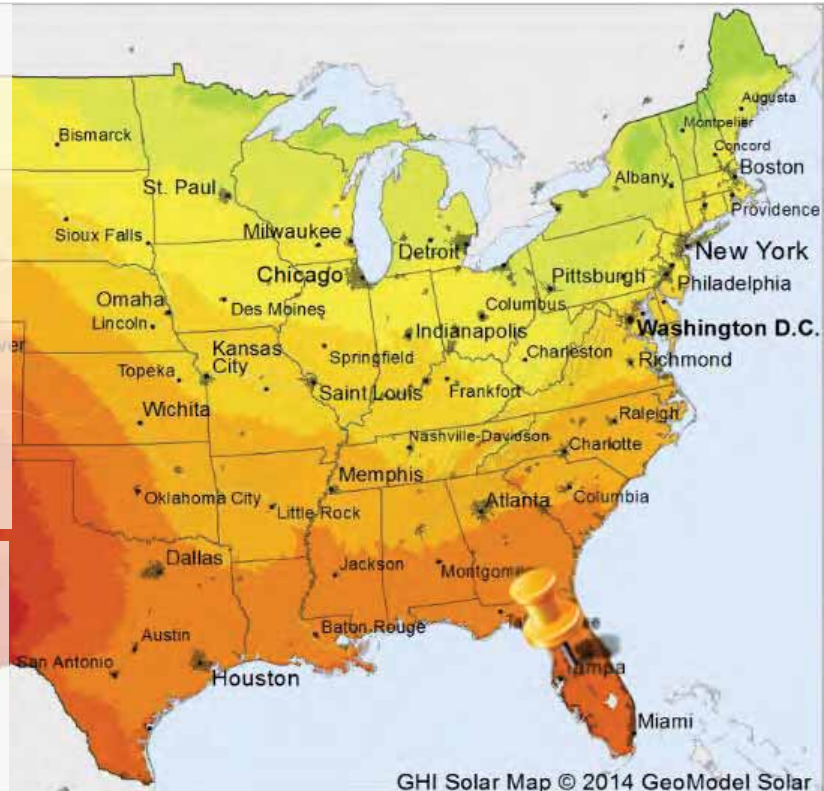 Augusta
Montpelier
Bismarck
Concord
Boston
St. Paul
Albany
Providence
Sioux Falls
Milwaukee
Detroit
New York
Chicago
Pittsburgh
Philadelphia
Omaha
Des Moines
Columbus
Lincoln
Indianapolis
Washington D.C.
Kansas
City
Springfield
Charleston
Richmond
Topeka
Saint Louis
Frankfort
Wichita
Raleigh
Nashville-Davidson
Charlotte
Memphis
Oklahoma City
Little Rock
Atlanta
Columbia
Dallas
Jackson
Baton Rouge
Austin
San Antonio
Houston
Tampa
Miami
GHI Solar Map © 2014 GeoModel Solar